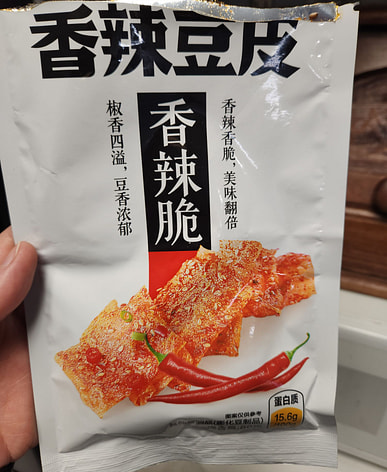 香辣豆皮
香辣香脆，美味翻倍
香辣脆
椒香四溢，豆香浓郁
图案仅供参考
蛋白质
15.6g